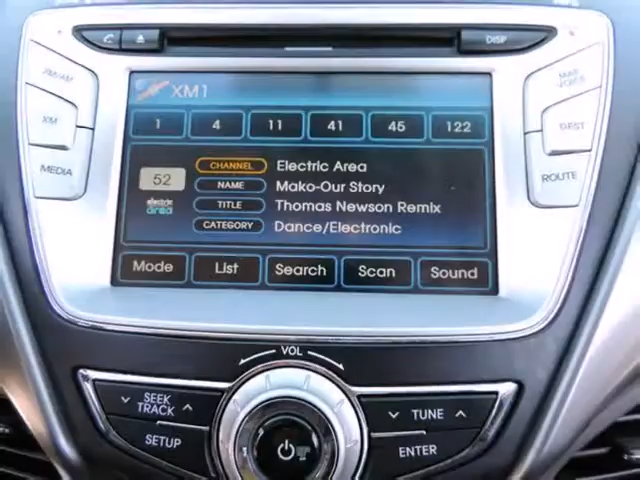 DISP
FM/AM
XM
MEDIA
XM1
1 4 11 41 45 122
52
electric
area
CHANNEL Electric Area
NAME Mako-Our Story
TITLE Thomas Newson Remix
CATEGORY Dance/Electronic
Mode List Search Scan Sound
MAP
VOICE
DEST
ROUTE
VOL
SEEK
TRACK
SETUP
TUNE
ENTER